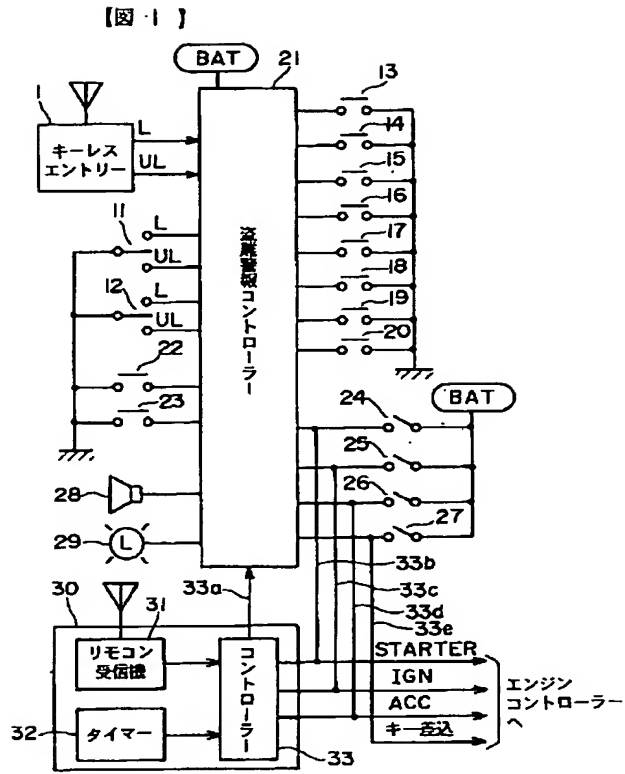 【図 1 】
BAT
21
13
1
キーレス
エントリー
L
UL
14
15
16
11
L
UL
17
12
L
UL
18
盗難警報コントローラー
19
20
22
23
BAT
24
25
26
27
28
29
L
33a
33b
33c
33d
33e
30
31
リモコン
受信機
コントローラー
32
タイマー
33
STARTER
IGN
ACC
キー差込
エンジン
コントローラー
へ